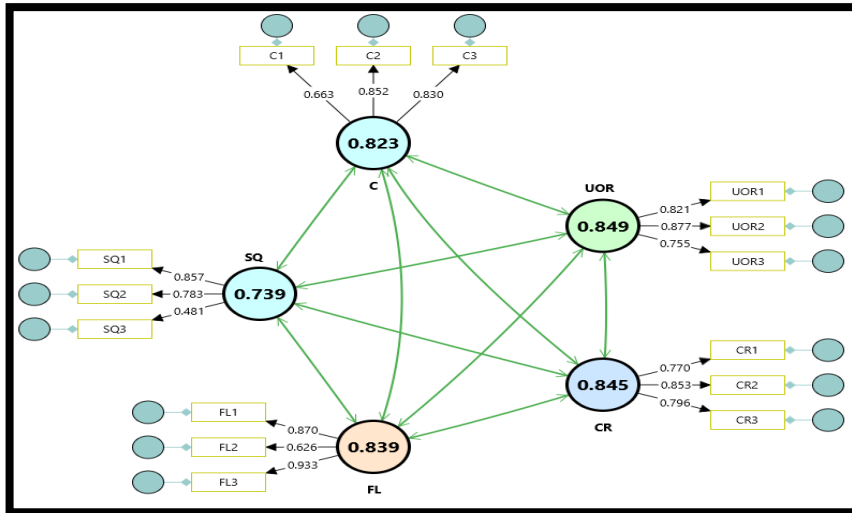 C1
C2
C3
0.663
0.852
0.830
0.823
C
UOR
0.849
0.821
0.877
0.755
UOR1
UOR2
UOR3
SQ
0.739
SQ1
SQ2
SQ3
0.857
0.783
0.481
0.845
CR
0.770
0.853
0.796
CR1
CR2
CR3
FL1
FL2
FL3
0.870
0.626
0.933
0.839
FL